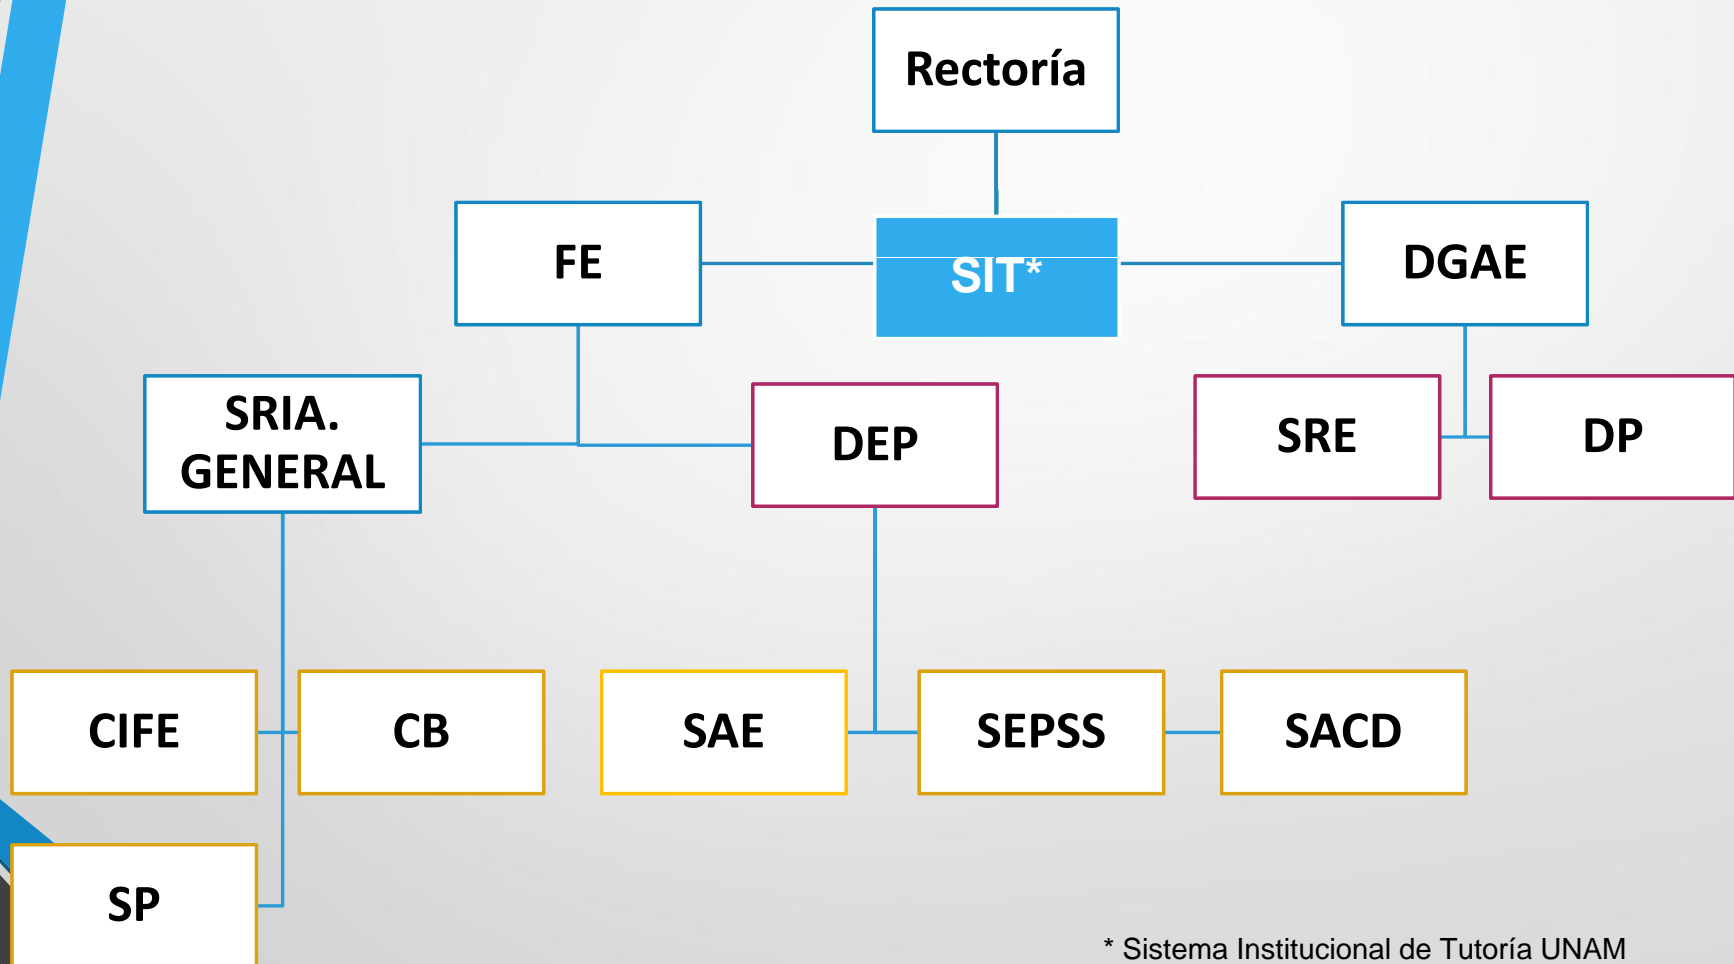 Rectoría
FE
SIT*
DGAE
SRIA.
GENERAL
DEP
SRE
DP
CIFE
CB
SAE
SEPSS
SACD
SP
* Sistema Institucional de Tutoría UNAM